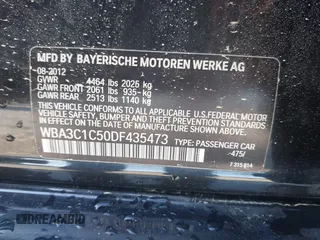 MFD BY BAYERISCHE MOTOREN WERKE AG
08-2012
GVWR 4464 lbs 2025 kg
GAWR FRONT 2061 lbs 935- kg
GAWR REAR 2513 lbs 1140 kg
THIS VEHICLE CONFORMS TO ALL APPLICABLE U.S.FEDERAL MOTOR
VEHICLE SAFETY, BUMPER AND THEFT PREVENTION STANDARDS
IN EFFECT ON THE DATE OF MANUFACTURE SHOWN ABOVE.
WBA3C1C50DF435473 TYPE: PASSENGER CAR
-475/
AUTOBIDMASTER